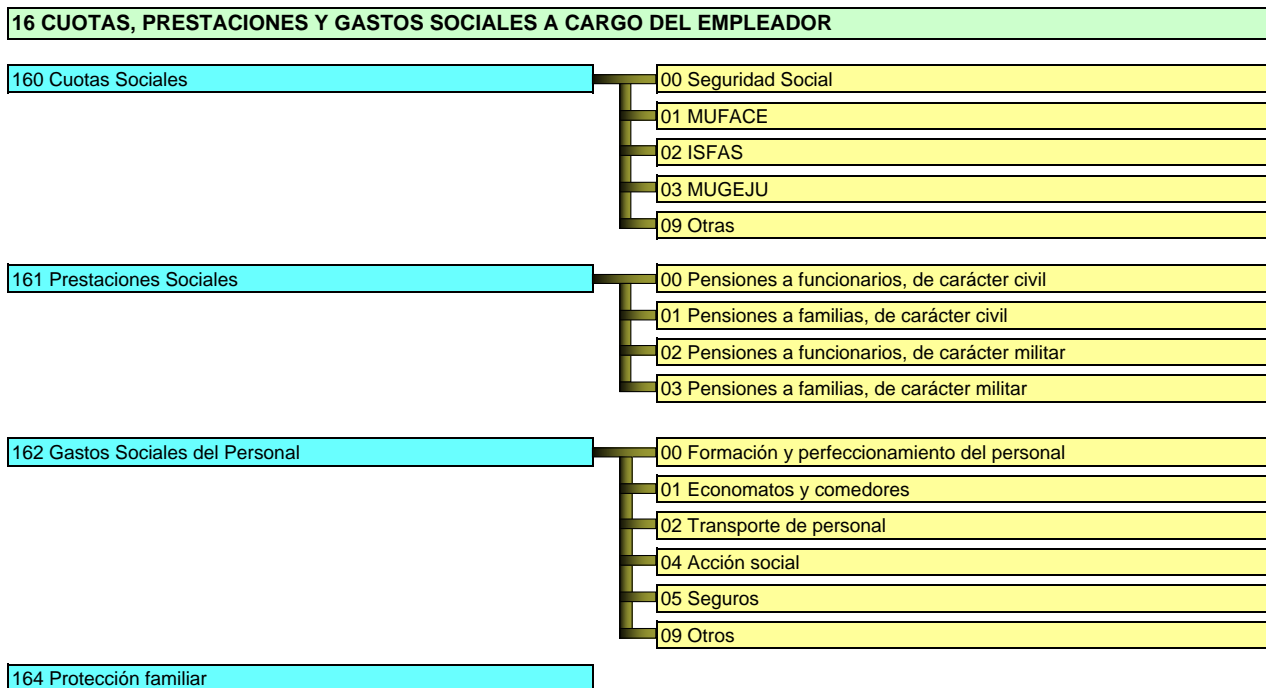 16 CUOTAS, PRESTACIONES Y GASTOS SOCIALES A CARGO DEL EMPLEADOR
160 Cuotas Sociales
00 Seguridad Social
01 MUFACE
02 ISFAS
03 MUGEJU
09 Otras
161 Prestaciones Sociales
00 Pensiones a funcionarios, de carácter civil
01 Pensiones a familias, de carácter civil
02 Pensiones a funcionarios, de carácter militar
03 Pensiones a familias, de carácter militar
162 Gastos Sociales del Personal
00 Formación y perfeccionamiento del personal
01 Economatos y comedores
02 Transporte de personal
04 Acción social
05 Seguros
09 Otros
164 Protección familiar